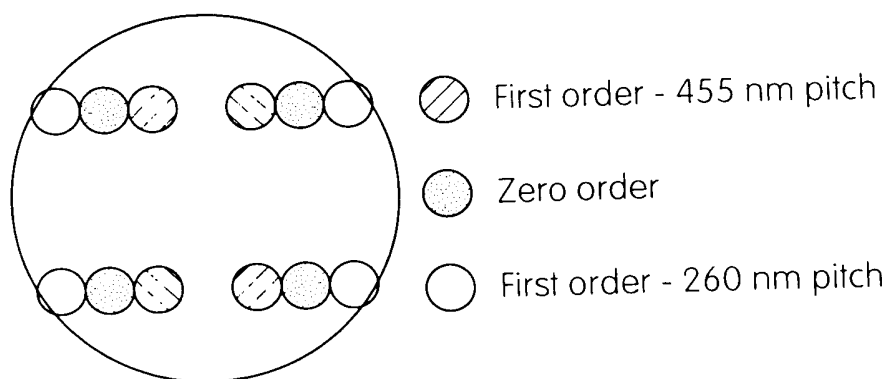 First order - 455 nm pitch
Zero order
First order - 260 nm pitch